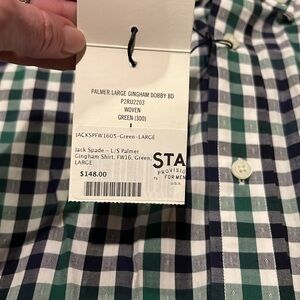 PALMER LARGE GINGHAM DOBBY BD
P2RU2203
WOVEN
GREEN (300)
JACKSPFW1605-Green-LARGE
Jack Spade - L/S Palmer
Gingham Shirt, FW16, Green,
LARGE
$148.00
STA
PROVISIO
FOR MEN
U.S.A.